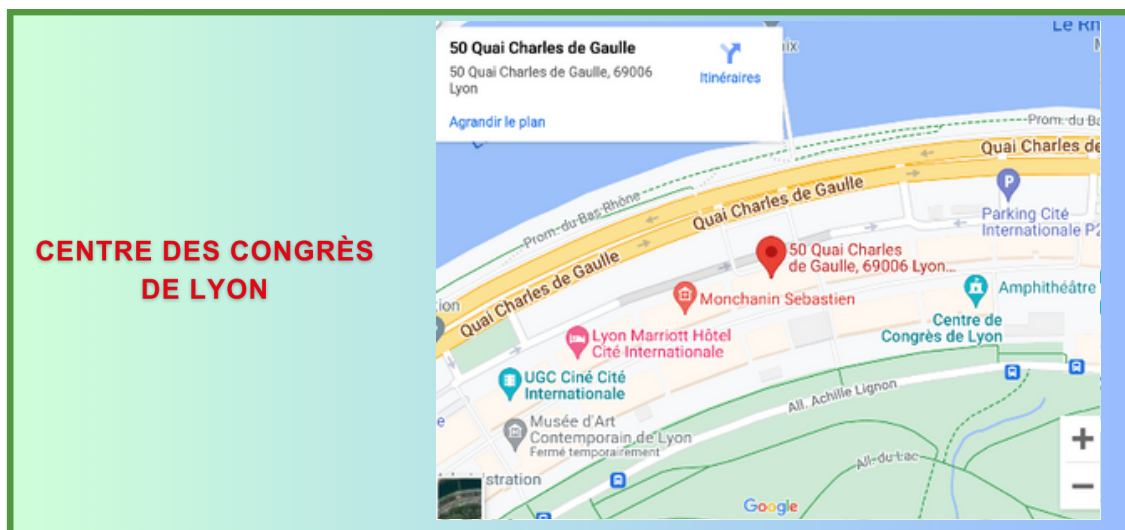 CENTRE DES CONGRÈS
DE LYON
50 Quai Charles de Gaulle
50 Quai Charles de Gaulle, 69006
Lyon
Itinéraires
Agrandir le plan
Le Rh
Prom. du Ba
Quai Charles de
Quai Charles de Gaulle
Prom. du Bas Rhône
Quai Charles de Gaulle
Parking Cité
Internationale P2
50 Quai Charles
de Gaulle, 69006 Lyon...
Monchanin Sebastien
Amphithéâtre
Centre de
Congrès de Lyon
Lyon Marriott Hôtel
Cité Internationale
UGC Ciné Cité
Internationale
All. Achille Lignon
Musée d'Art
Contemporain de Lyon
Fermé temporairement
All. du Lac
Google